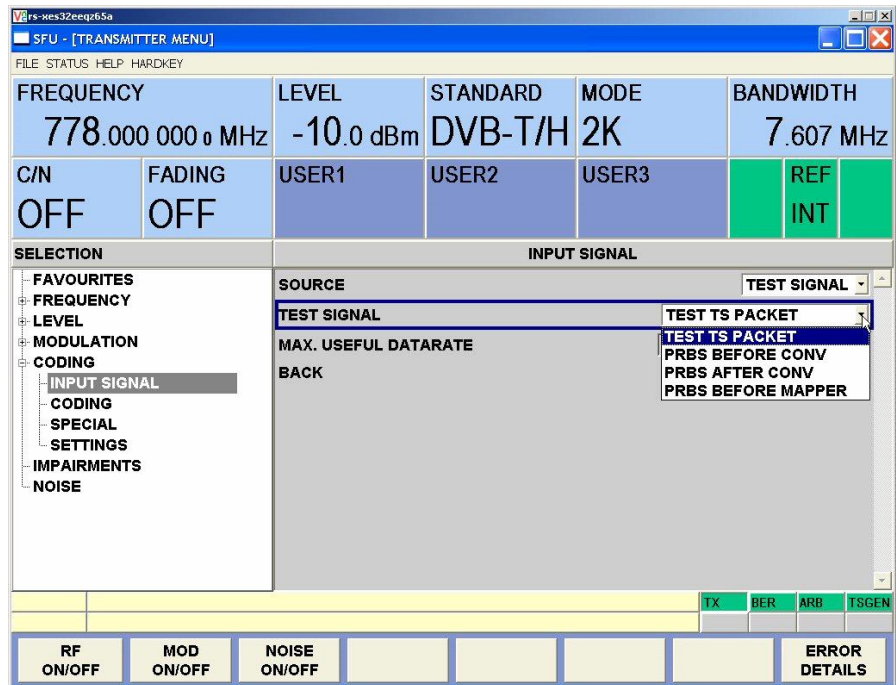 rs-xes32eeqz65a
SFU - [TRANSMITTER MENU]
FILE STATUS HELP HARDKEY
FREQUENCY LEVEL STANDARD MODE BANDWIDTH
778.000 000 0 MHz -10.0 dBm DVB-T/H 2K 7.607 MHz
C/N FADING USER1 USER2 USER3 REF
OFF OFF INT
SELECTION INPUT SIGNAL
FAVOURITES
FREQUENCY
LEVEL
MODULATION
CODING
INPUT SIGNAL
CODING
SPECIAL
SETTINGS
IMPAIRMENTS
NOISE
SOURCE TEST SIGNAL
TEST SIGNAL TEST TS PACKET
MAX. USEFUL DATARATE
BACK
TEST TS PACKET
PRBS BEFORE CONV
PRBS AFTER CONV
PRBS BEFORE MAPPER
TX BER ARB TSGEN
RF ON/OFF
MOD ON/OFF
NOISE ON/OFF
ERROR DETAILS